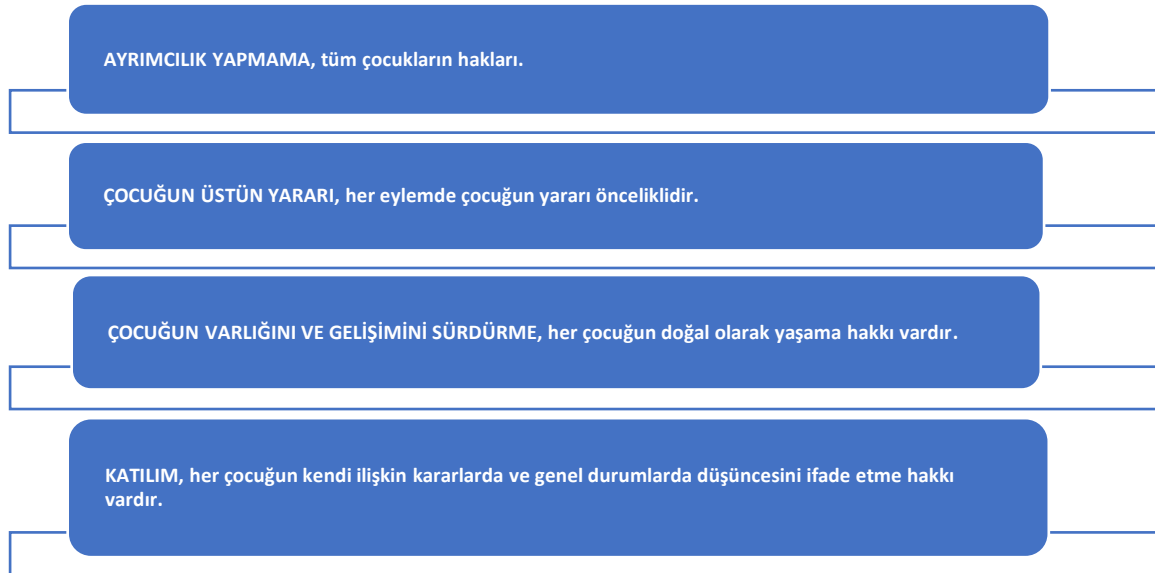 AYRIMCILIK YAPMAMA, tüm çocukların hakları.
ÇOCUĞUN ÜSTÜN YARARI, her eylemde çocuğun yararı önceliklidir.
ÇOCUĞUN VARLIĞINI VE GELİŞİMİNİ SÜRDÜRME, her çocuğun doğal olarak yaşama hakkı vardır.
KATILIM, her çocuğun kendi ilişkin kararlarda ve genel durumlarda düşüncesini ifade etme hakkı
vardır.